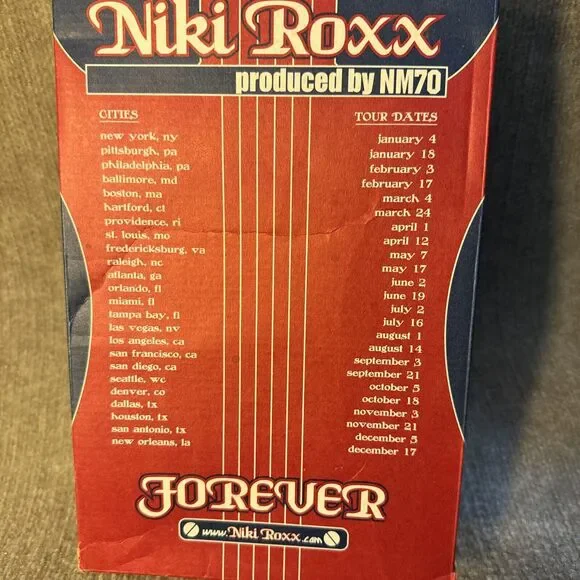 Niki Roxx
produced by NM70
CITIES TOUR DATES
new york, ny january 4
pittsburgh, pa january 18
philadelphia, pa february 3
baltimore, md february 17
boston, ma march 4
hartford, ct march 24
providence, ri april 1
st. louis, mo april 12
fredericksburg, va may 7
raleigh, nc may 17
atlanta, ga june 2
orlando, fl june 19
miami, fl july 2
tampa bay, fl july 16
las vegas, nv august 1
los angeles, ca august 14
san francisco, ca september 3
san diego, ca september 21
seattle, wc october 5
denver, co october 18
dallas, tx november 3
houston, tx november 21
san antonio, tx december 5
new orleans, la december 17
FOREVER
www.Niki Roxx.com